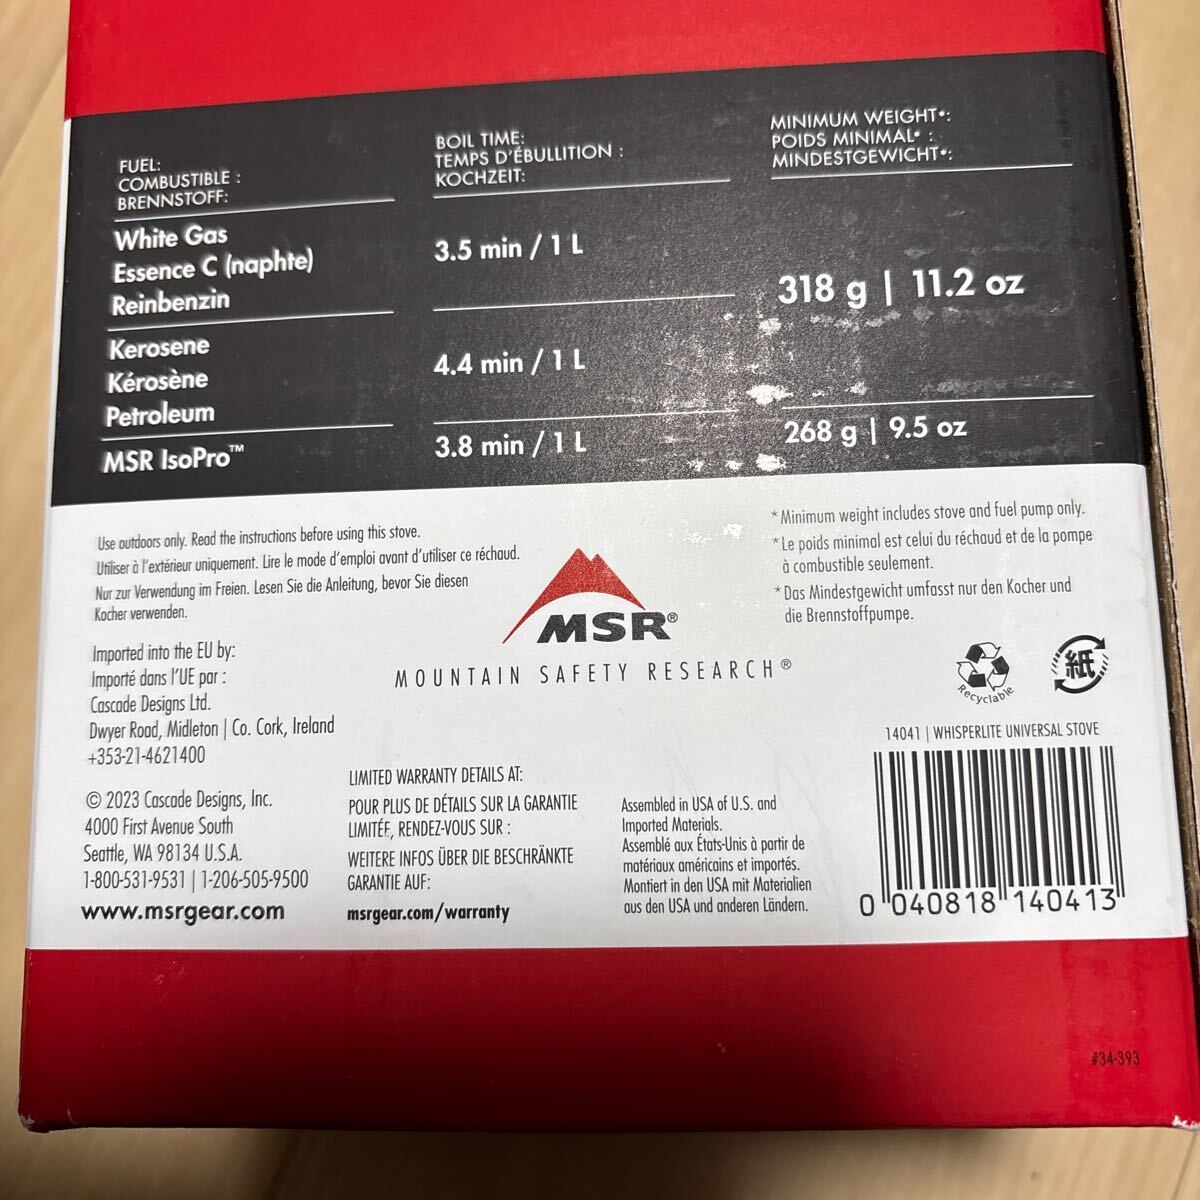 FUEL:
COMBUSTIBLE :
BRENNSTOFF:
BOIL TIME:
TEMPS D'ÉBULLITION :
KOCHZEIT:
MINIMUM WEIGHT*:
POIDS MINIMAL* :
MINDESTGEWICHT*:
White Gas
Essence C (naphte)
Reinbenzin
3.5 min / 1 L
318 g | 11.2 oz
Kerosene
Kérosène
Petroleum
4.4 min / 1 L
MSR IsoPro™
3.8 min / 1 L
268 g | 9.5 oz
Use outdoors only. Read the instructions before using this stove.
Utiliser à l'extérieur uniquement. Lire le mode d'emploi avant d'utiliser ce réchaud.
Nur zur Verwendung im Freien. Lesen Sie die Anleitung, bevor Sie diesen
Kocher verwenden.
*Minimum weight includes stove and fuel pump only.
*Le poids minimal est celui du réchaud et de la pompe
à combustible seulement.
*Das Mindestgewicht umfasst nur den Kocher und
die Brennstoffpumpe.
MSR®
MOUNTAIN SAFETY RESEARCH®
Imported into the EU by:
Importé dans l'UE par :
Cascade Designs Ltd.
Dwyer Road, Midleton | Co. Cork, Ireland
+353-21-4621400
© 2023 Cascade Designs, Inc.
4000 First Avenue South
Seattle, WA 98134 U.S.A.
1-800-531-9531 | 1-206-505-9500
www.msrgear.com
LIMITED WARRANTY DETAILS AT:
POUR PLUS DE DÉTAILS SUR LA GARANTIE
LIMITÉE, RENDEZ-VOUS SUR :
WEITERE INFOS ÜBER DIE BESCHRÄNKTE
GARANTIE AUF:
msrgear.com/warranty
Assembled in USA of U.S. and
Imported Materials.
Assemblé aux États-Unis à partir de
matériaux américains et importés.
Montiert in den USA mit Materialien
aus den USA und anderen Ländern.
Recyclable
紙
14041 | WHISPERLITE UNIVERSAL STOVE
0 040818 140413
#34-393